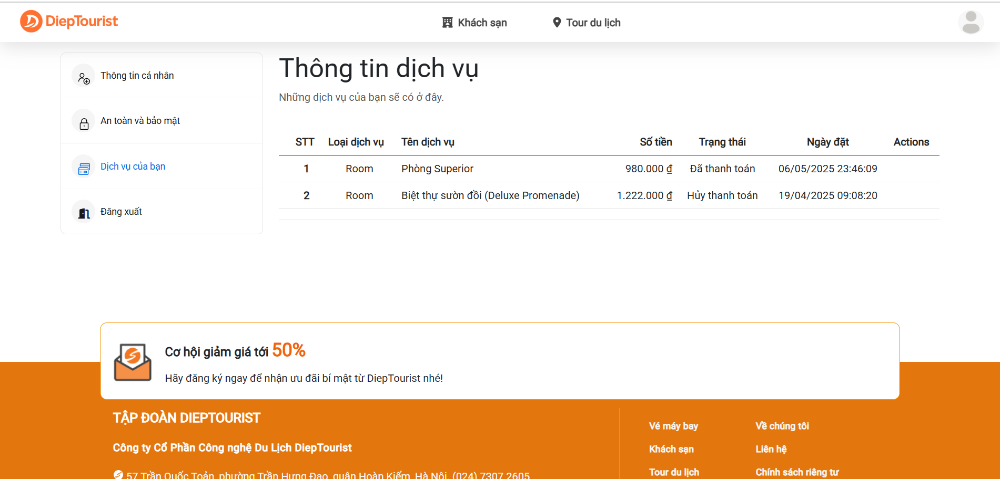 DiepTourist
Khách sạn
Tour du lịch
Thông tin cá nhân
An toàn và bảo mật
Dịch vụ của bạn
Đăng xuất
Thông tin dịch vụ
Những dịch vụ của bạn sẽ có ở đây.
STT Loại dịch vụ Tên dịch vụ Số tiền Trạng thái Ngày đặt Actions
1 Room Phòng Superior 980.000 ₫ Đã thanh toán 06/05/2025 23:46:09
2 Room Biệt thự sườn đồi (Deluxe Promenade) 1.222.000 ₫ Hủy thanh toán 19/04/2025 09:08:20
Cơ hội giảm giá tới 50%
Hãy đăng ký ngay để nhận ưu đãi bí mật từ DiepTourist nhé!
TẬP ĐOÀN DIEPTOURIST
Công ty Cổ Phần Công nghệ Du Lịch DiepTourist
57 Trần Quốc Toản, phường Trần Hưng Đạo, quận Hoàn Kiếm, Hà Nội. (024) 7307 2605
Vé máy bay
Khách sạn
Tour du lịch
Về chúng tôi
Liên hệ
Chính sách riêng tư